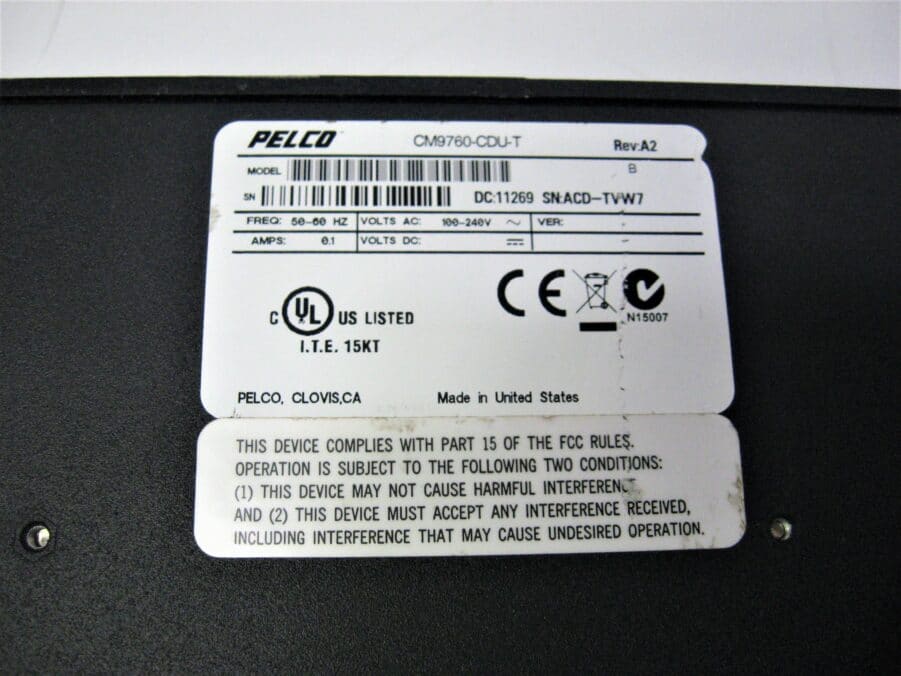 PELCO CM9760-CDU-T Rev:A2
MODEL B
SN DC:11269 SN:ACD-TVW7
FREQ: 50-60 HZ VOLTS AC: 100-240V ~ VER:
AMPS: 0.1 VOLTS DC:
C UL US LISTED
I.T.E. 15KT
CE
N15007
PELCO, CLOVIS,CA Made in United States
THIS DEVICE COMPLIES WITH PART 15 OF THE FCC RULES.
OPERATION IS SUBJECT TO THE FOLLOWING TWO CONDITIONS:
(1) THIS DEVICE MAY NOT CAUSE HARMFUL INTERFERENC
AND (2) THIS DEVICE MUST ACCEPT ANY INTERFERENCE RECEIVED,
INCLUDING INTERFERENCE THAT MAY CAUSE UNDESIRED OPERATION.